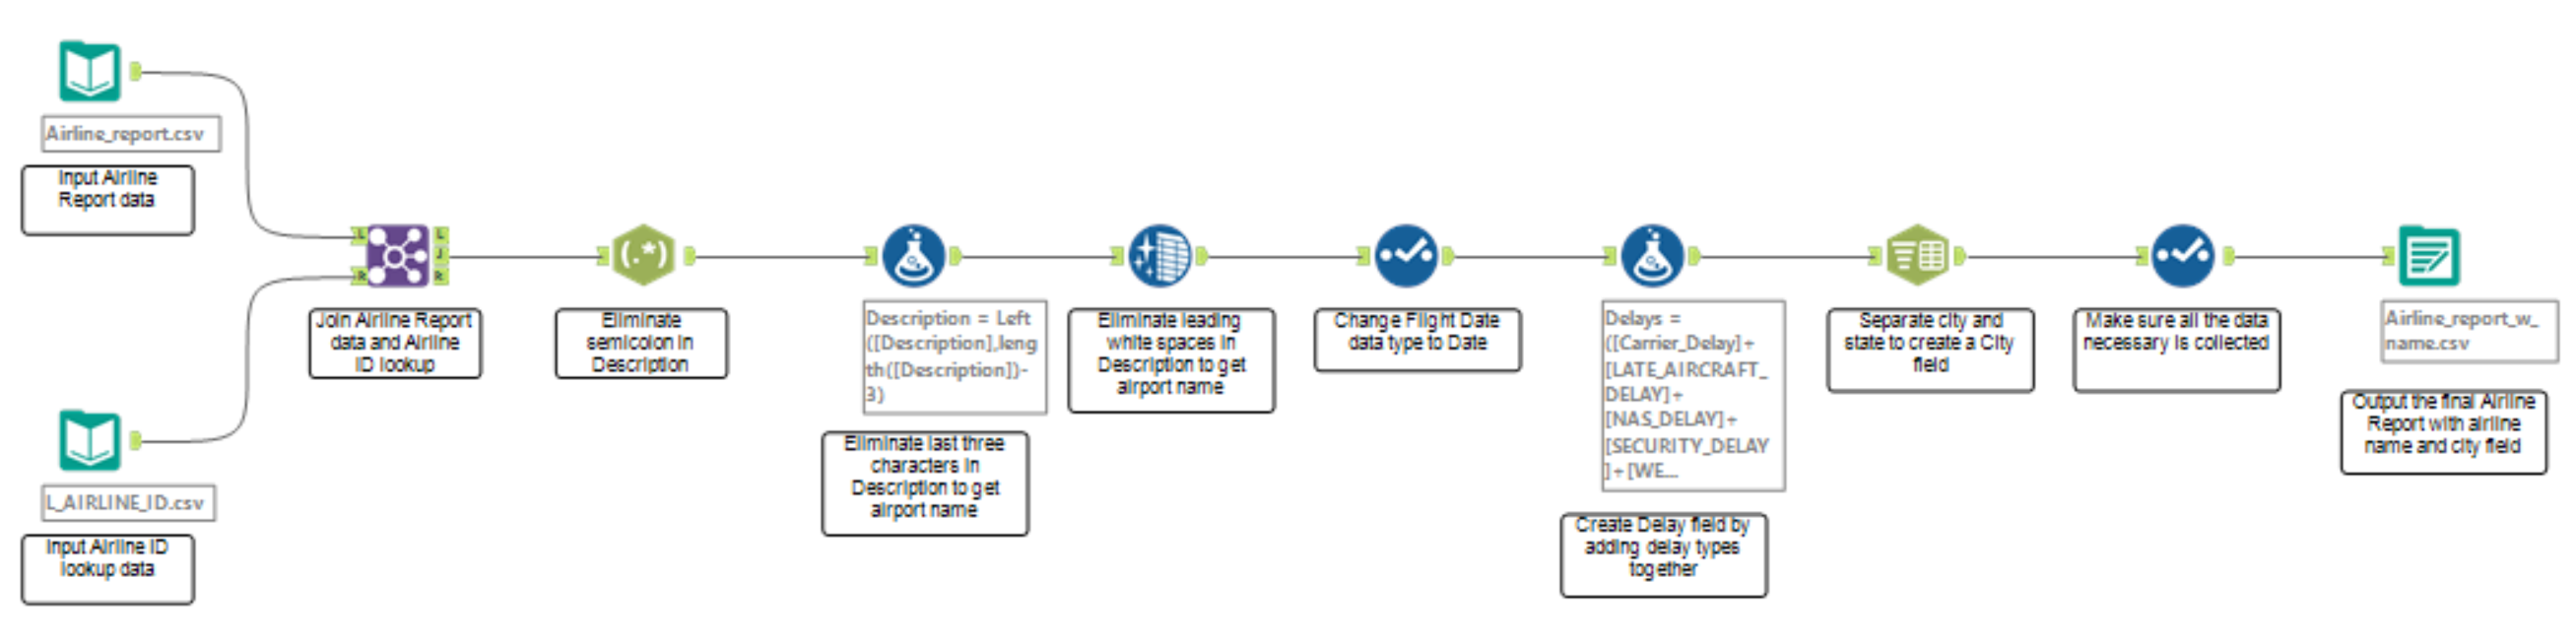 Airline_report.csv
Input Airline
Report data
L_AIRLINE_ID.csv
Input Airline ID
lookup data
L
R
L
J
R
Join Airline Report
data and Airline
ID lookup
(.*)
Eliminate
semicolon in
Description
Description = Left
([Description],leng
th([Description])-
3)
Eliminate last three
characters in
Description to get
airport name
Eliminate leading
white spaces in
Description to get
airport name
Change Flight Date
data type to Date
Delays =
([Carrier_Delay]+
[LATE_AIRCRAFT_
DELAY]+
[NAS_DELAY]+
[SECURITY_DELAY
]+[WE...
Create Delay field by
adding delay types
together
Separate city and
state to create a City
field
Make sure all the data
necessary is collected
Airline_report_w_
name.csv
Output the final Airline
Report with airline
name and city field